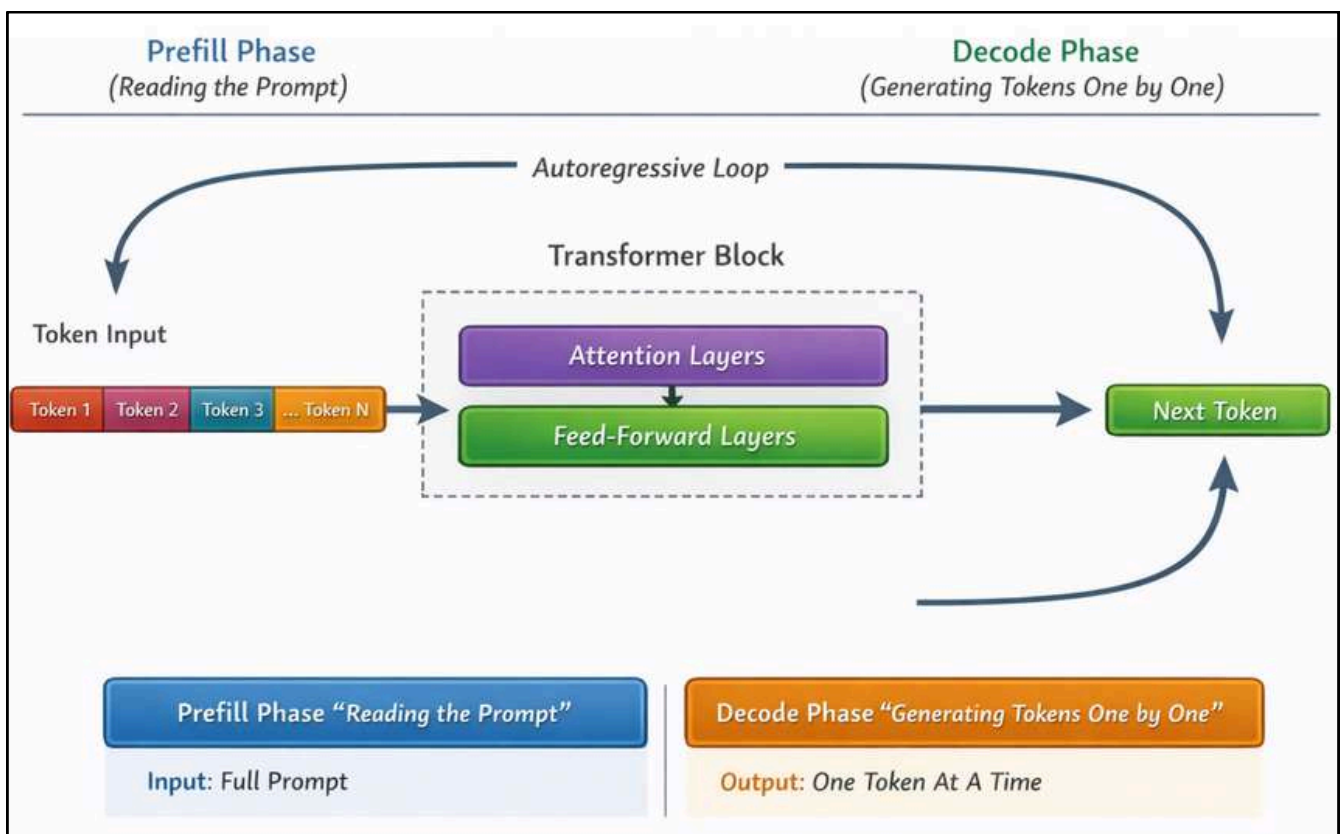 Prefill Phase
(Reading the Prompt)
Decode Phase
(Generating Tokens One by One)
Autoregressive Loop
Transformer Block
Token Input
Attention Layers
Token 1 Token 2 Token 3 ... Token N
Feed-Forward Layers
Next Token
Prefill Phase “Reading the Prompt”
Input: Full Prompt
Decode Phase “Generating Tokens One by One”
Output: One Token At A Time